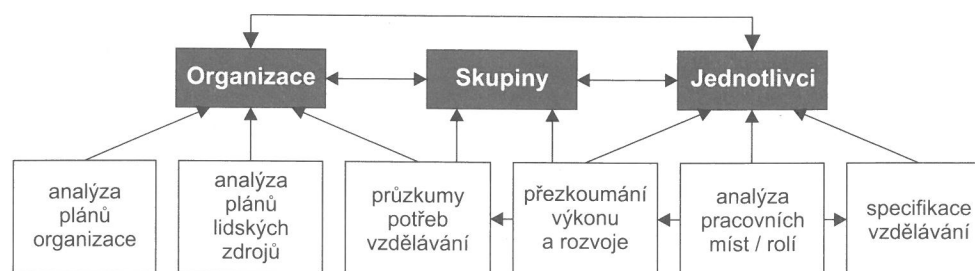 Organizace
Skupiny
Jednotlivci
analýza
plánů
organizace
analýza
plánů
lidských
zdrojů
průzkumy
potřeb
vzdělávání
přezkoumání
výkonu
a rozvoje
analýza
pracovních
míst / rolí
specifikace
vzdělávání